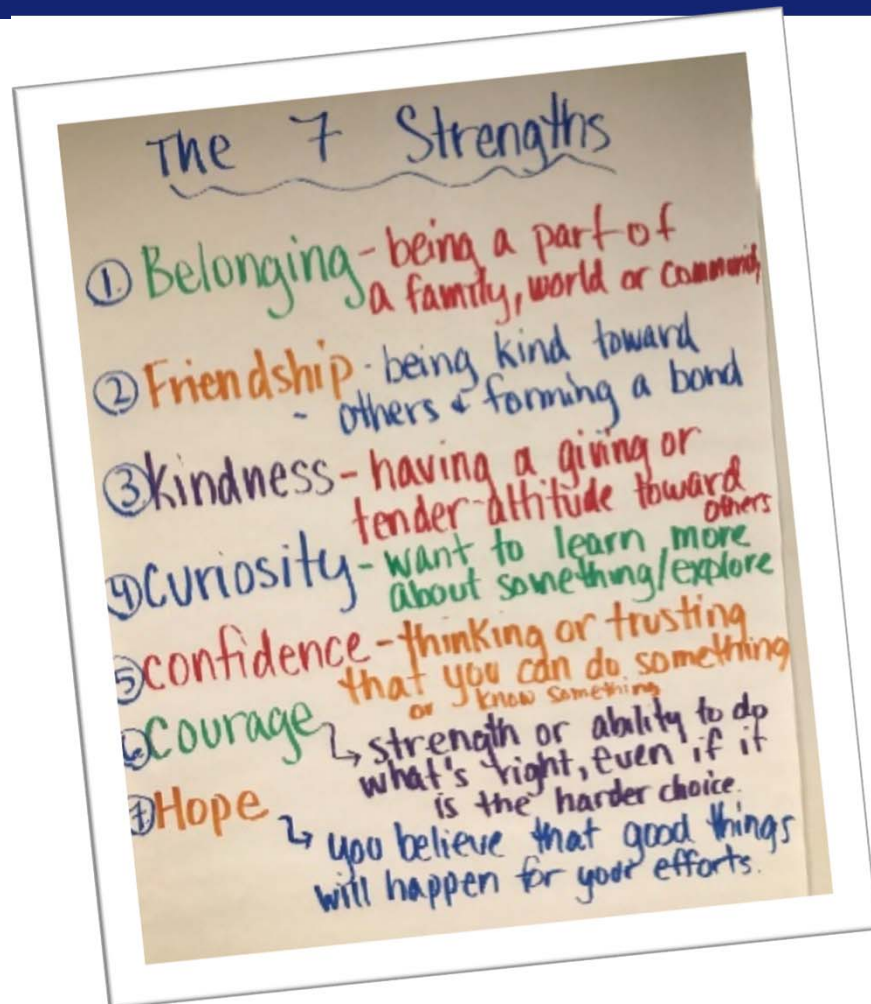 The 7 Strengths
① Belonging - being a part of
a family, world or community
② Friendship - being kind toward
- others & forming a bond
③ Kindness - having a giving or
tender attitude toward
others
④ Curiosity - want to learn more
about something/explore
⑤ confidence - thinking or trusting
that you can do something
or know something
⑥ Courage ↳ strength or ability to do
what's right, even if it
is the harder choice.
⑦ Hope
↳ you believe that good things
will happen for your efforts.